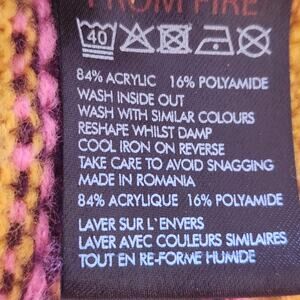 FROM FIRE
40
84% ACRYLIC 16% POLYAMIDE
WASH INSIDE OUT
WASH WITH SIMILAR COLOURS
RESHAPE WHILST DAMP
COOL IRON ON REVERSE
TAKE CARE TO AVOID SNAGGING
MADE IN ROMANIA
84% ACRYLIQUE 16% POLYAMIDE
LAVER SUR L'ENVERS
LAVER AVEC COULEURS SIMILAIRES
TOUT EN RE-FORME HUMIDE